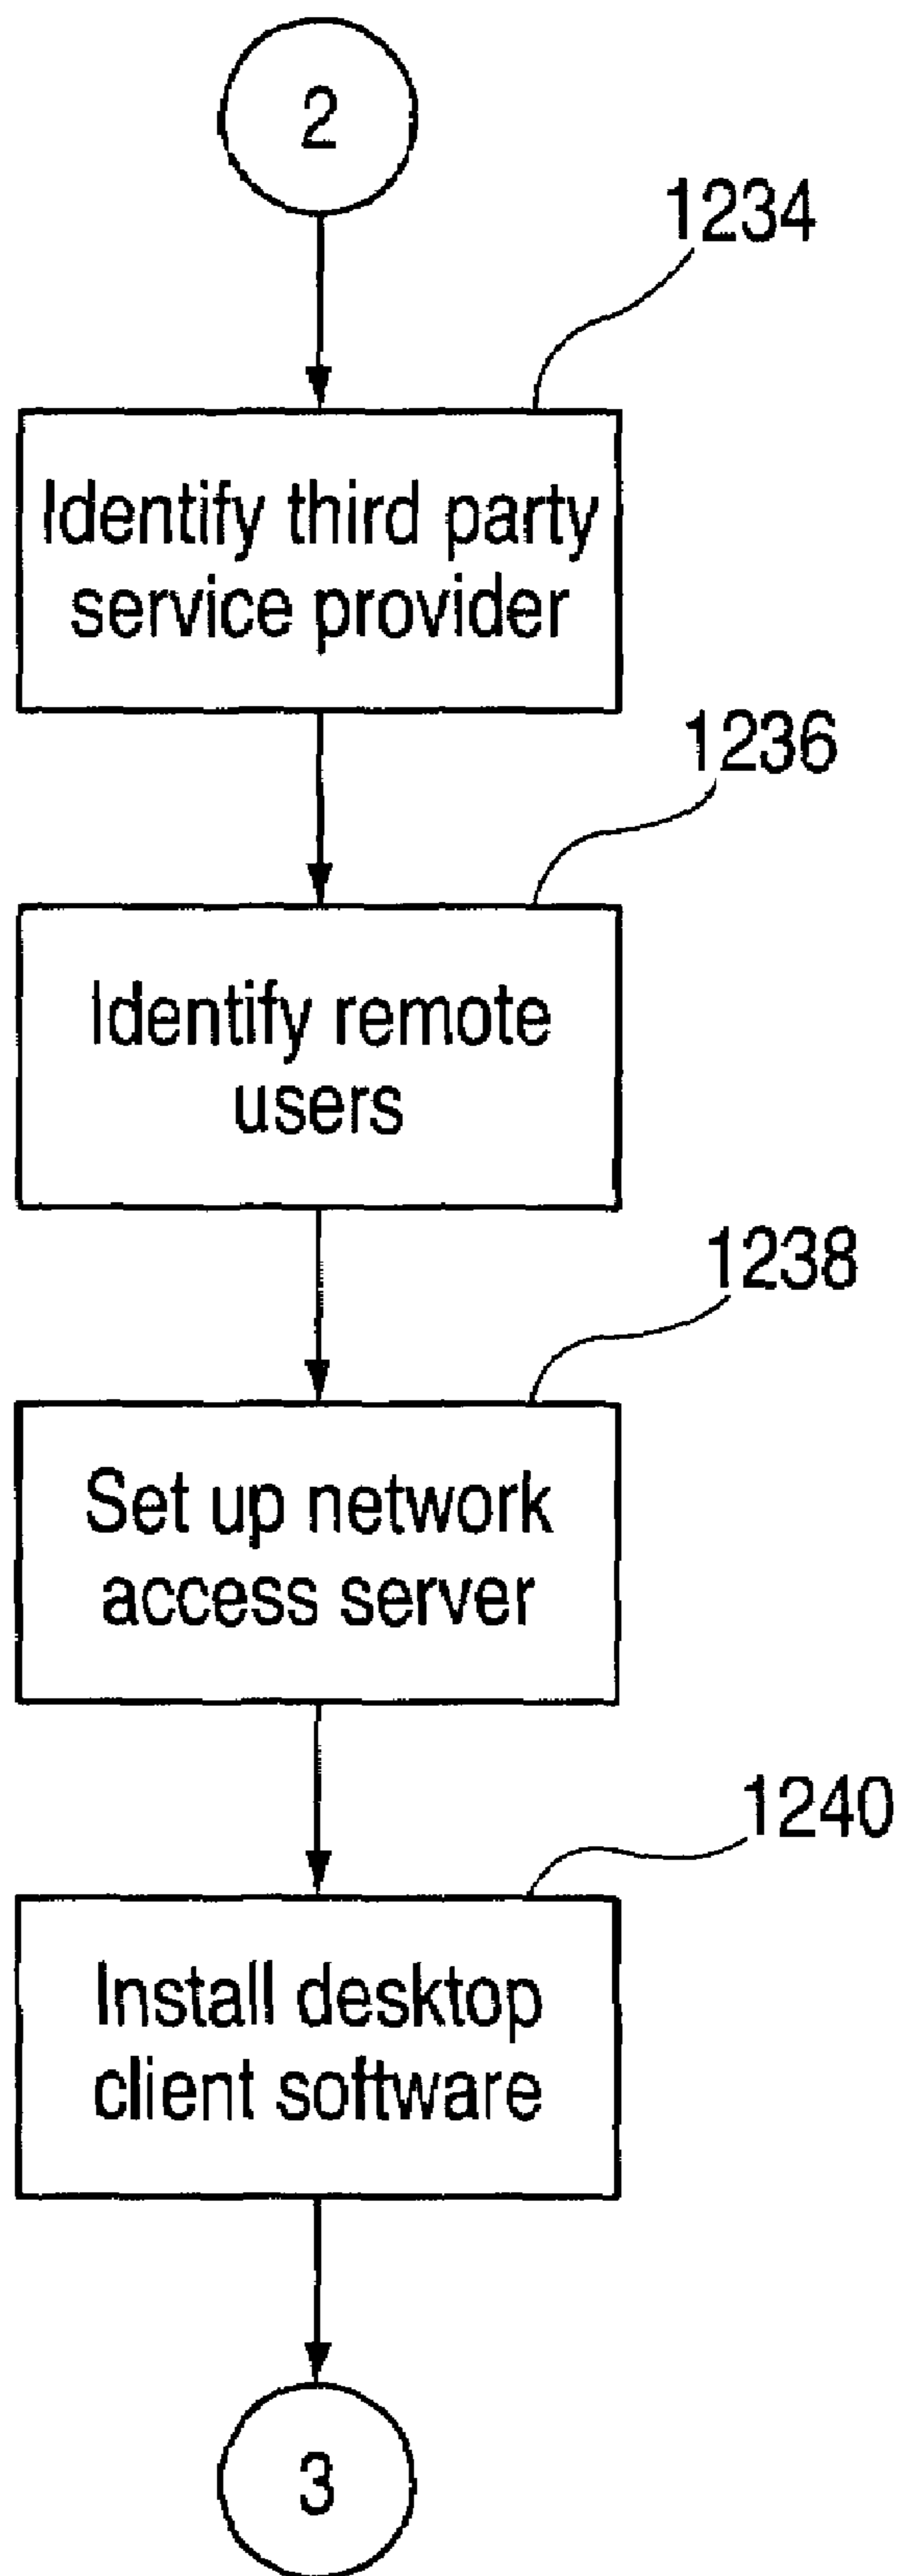 2
1234
Identify third party
service provider
1236
Identify remote
users
1238
Set up network
access server
1240
Install desktop
client software
3